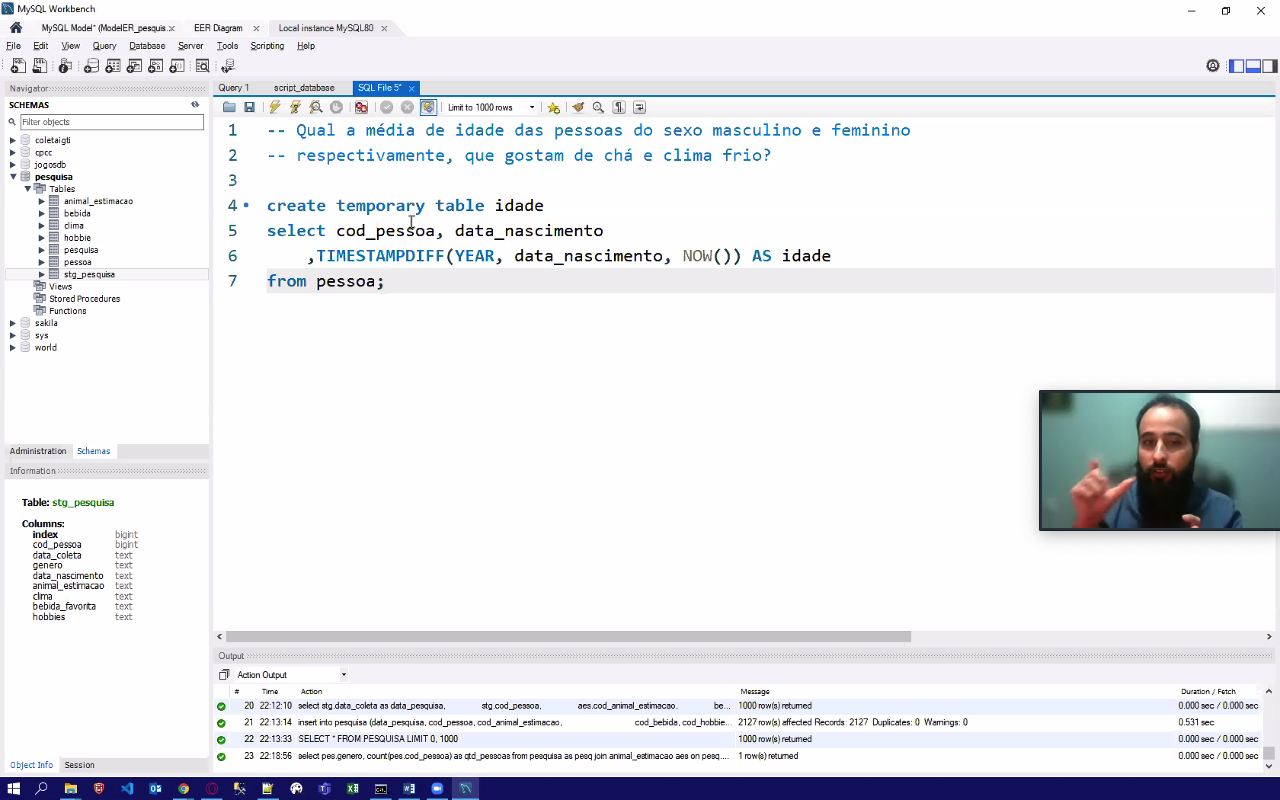 MySQL Workbench
MySQL Model* (ModelER_pesquis... × EER Diagram × Local instance MySQL80 ×
File Edit View Query Database Server Tools Scripting Help
Navigator
SCHEMAS
Filter objects
coletaigti
cpcc
jogosdb
pesquisa
Tables
animal_estimacao
bebida
clima
hobbie
pesquisa
pessoa
stg_pesquisa
Views
Stored Procedures
Functions
sakila
sys
world
Administration Schemas
Information
Table: stg_pesquisa
Columns:
index bigint
cod_pessoa bigint
data_coleta text
genero text
data_nascimento text
animal_estimacao text
clima text
bebida_favorita text
hobbies text
Object Info Session
Query 1 script_database SQL File 5* ×
Limit to 1000 rows
1 -- Qual a média de idade das pessoas do sexo masculino e feminino
2 -- respectivamente, que gostam de chá e clima frio?
3
4 create temporary table idade
5 select cod_pessoa, data_nascimento
6 ,TIMESTAMPDIFF(YEAR, data_nascimento, NOW()) AS idade
7 from pessoa;
Output
Action Output
# Time Action Message Duration / Fetch
20 22:12:10 select stg.data_coleta as data_pesquisa, stg.cod_pessoa, aes.cod_animal_estimacao, be... 1000 row(s) returned 0.000 sec / 0.000 sec
21 22:13:14 insert into pesquisa (data_pesquisa, cod_pessoa, cod_animal_estimacao, cod_bebida, cod_hobbie... 2127 row(s) affected Records: 2127 Duplicates: 0 Warnings: 0 0.531 sec
22 22:13:33 SELECT * FROM PESQUISA LIMIT 0, 1000 1000 row(s) returned 0.000 sec / 0.000 sec
23 22:18:56 select pes.genero, count(pes.cod_pessoa) as qtd_pessoas from pesquisa as pesq join animal_estimacao aes on pesq.... 1 row(s) returned 0.000 sec / 0.000 sec